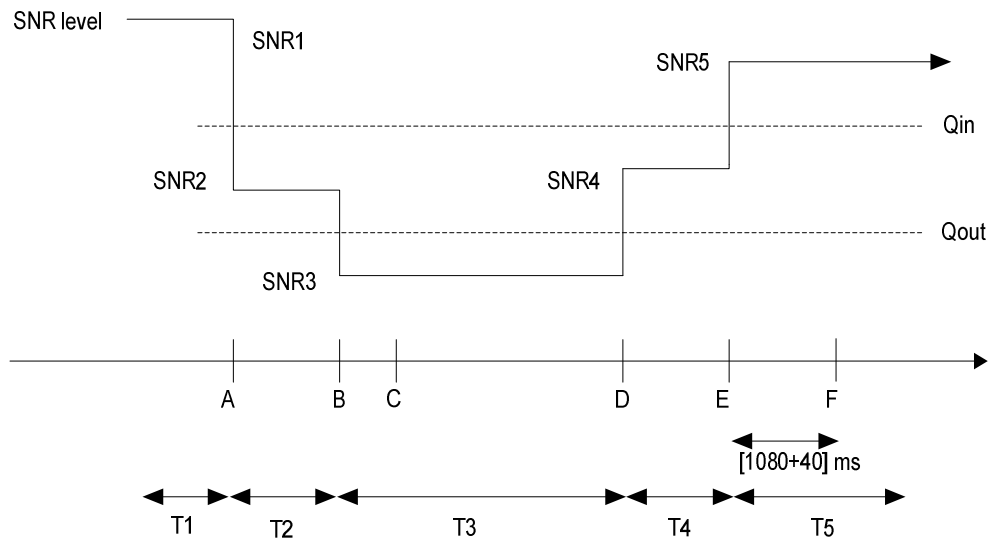 SNR level
SNR1
SNR5
Qin
SNR2
SNR4
Qout
SNR3
A B C D E F
[1080+40] ms
T1 T2 T3 T4 T5